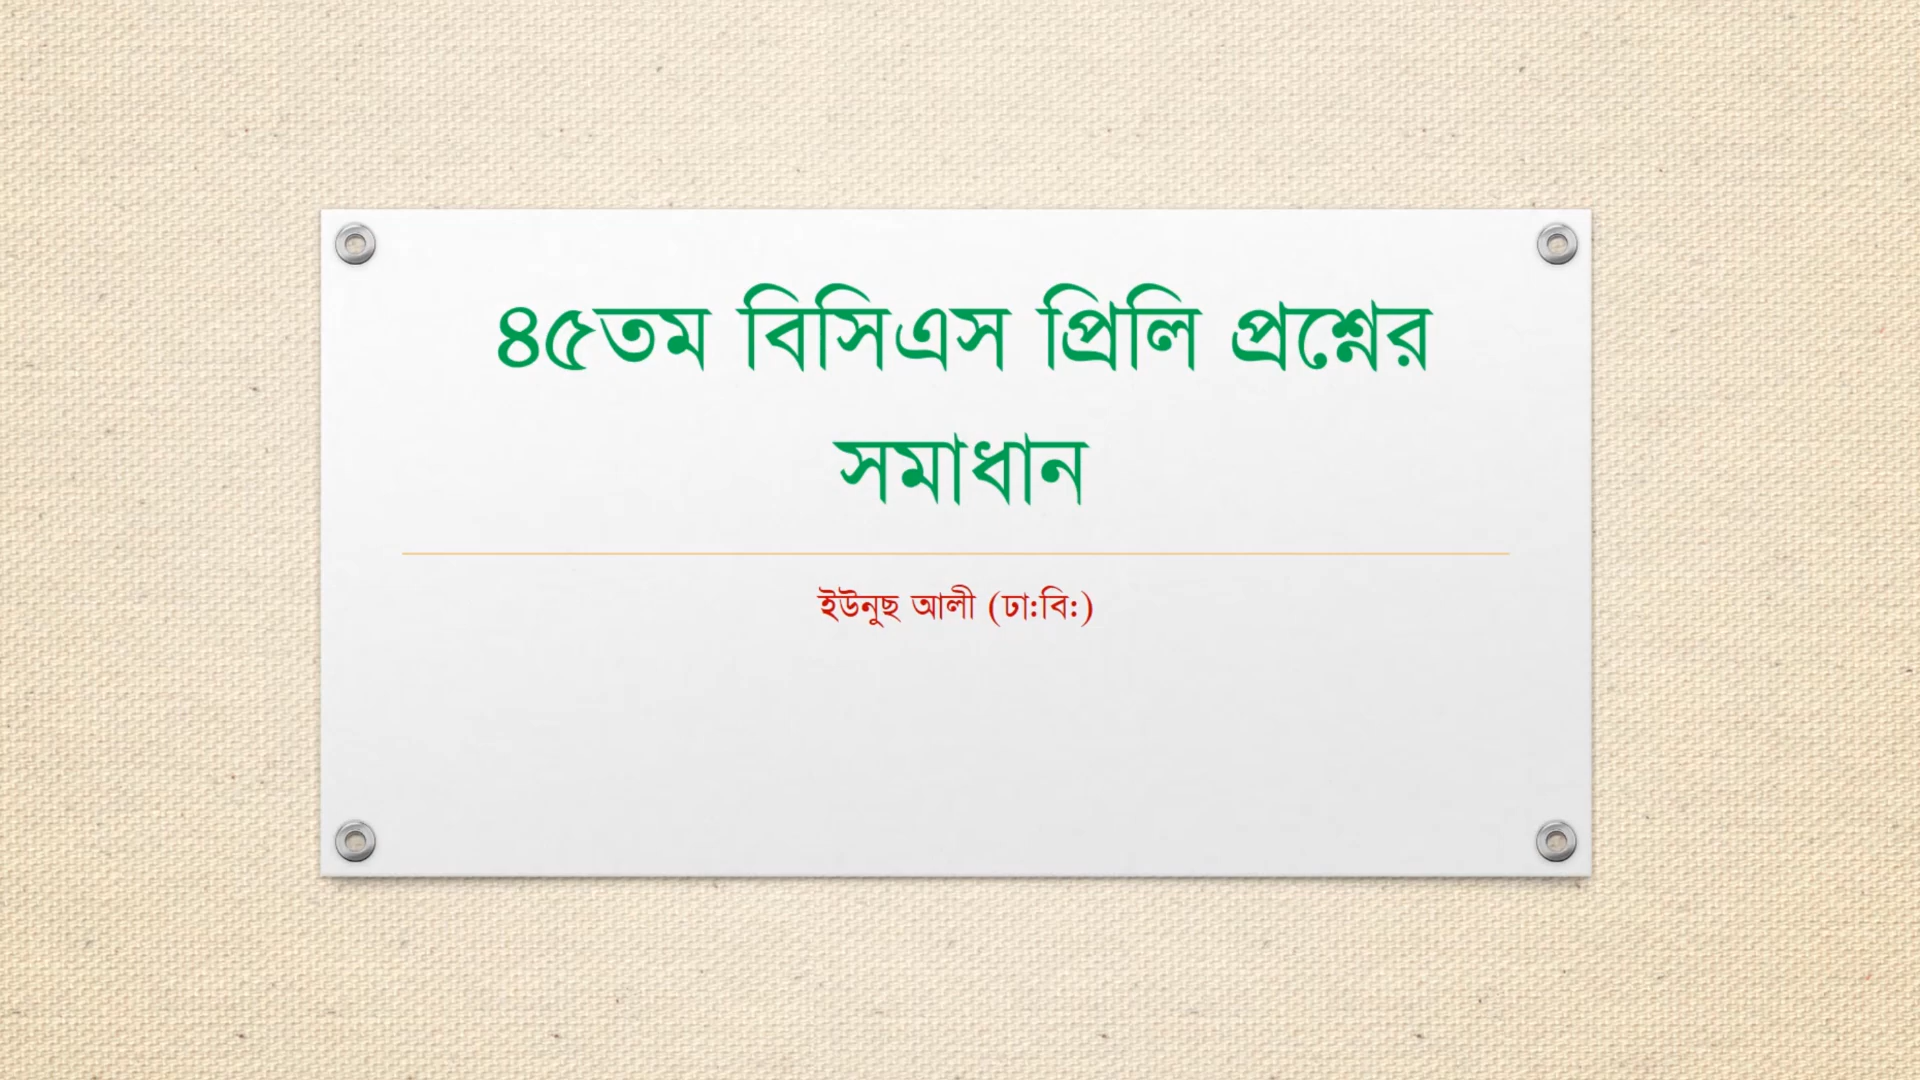 ৪৫তম বিসিএস প্রিলি প্রশ্নের
সমাধান
ইউনুছ আলী (ঢা:বি:)